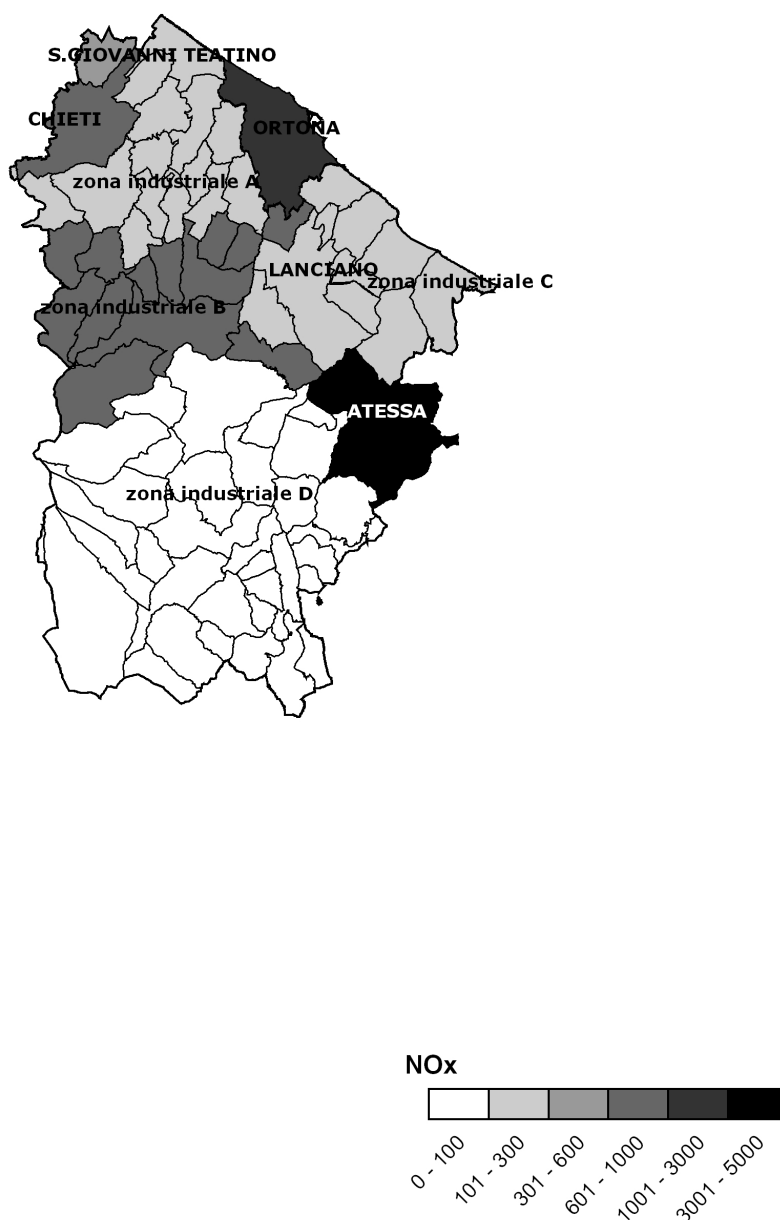 S.GIOVANNI TEATINO
CHIETI
ORTONA
zona industriale A
LANCIANO
zona industriale C
zona industriale B
ATESSA
zona industriale D
NOx
0 - 100
101 - 300
301 - 600
601 - 1000
1001 - 3000
3001 - 5000